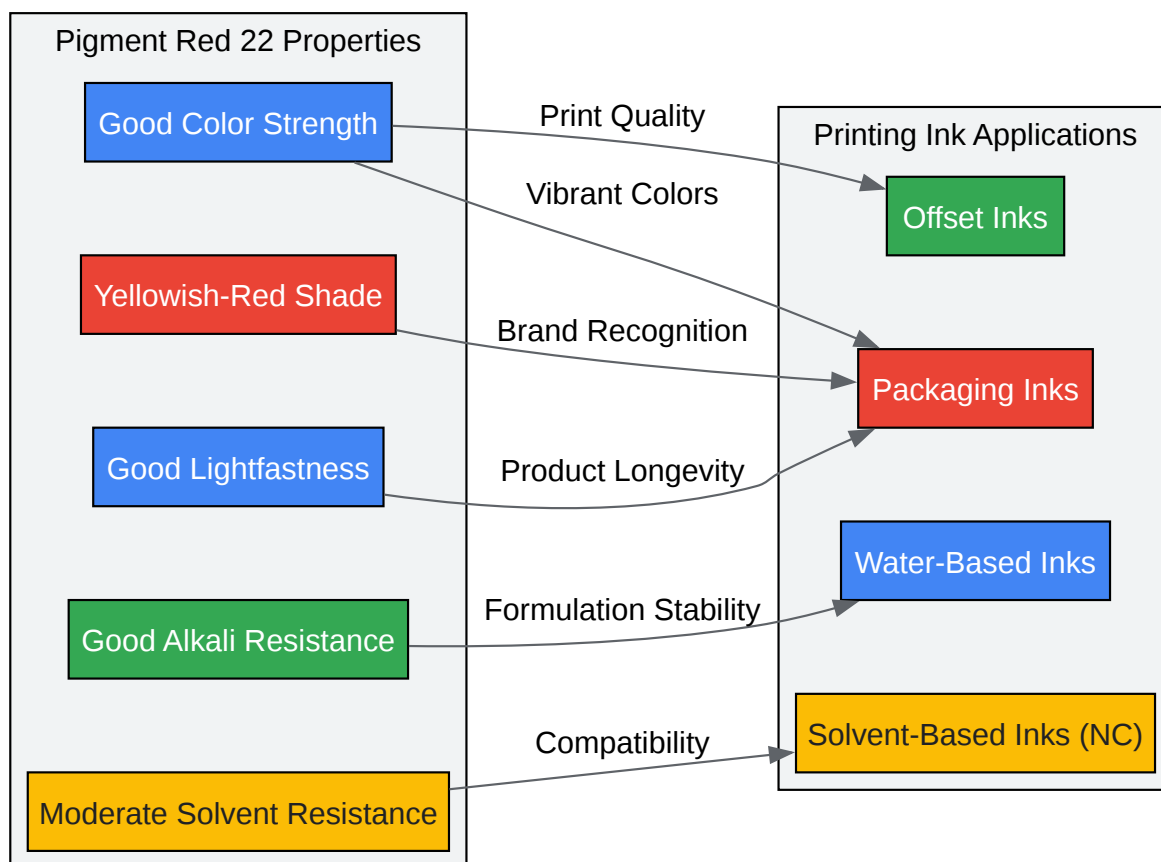 Pigment Red 22 Properties
Good Color Strength
Yellowish-Red Shade
Good Lightfastness
Good Alkali Resistance
Moderate Solvent Resistance
Print Quality
Vibrant Colors
Brand Recognition
Product Longevity
Formulation Stability
Compatibility
Printing Ink Applications
Offset Inks
Packaging Inks
Water-Based Inks
Solvent-Based Inks (NC)